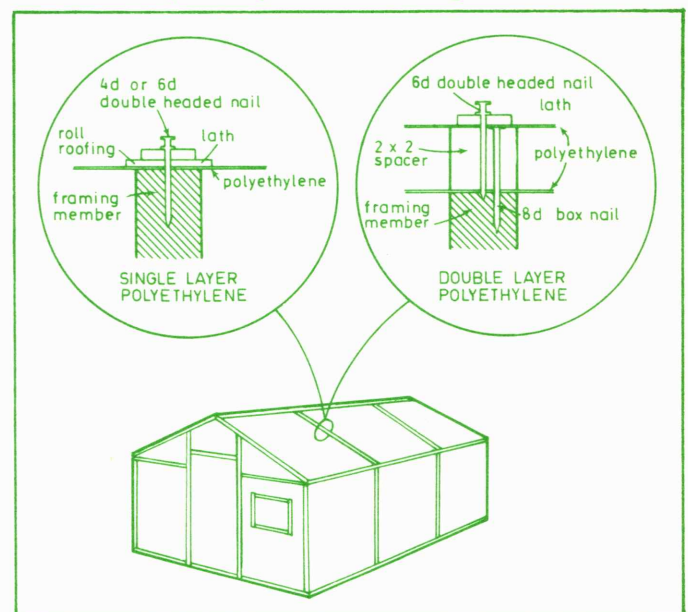 4d or 6d
double headed nail
roll
roofing
lath
polyethylene
framing
member
SINGLE LAYER
POLYETHYLENE
6d double headed nail
lath
2 x 2
spacer
polyethylene
framing
member
8d box nail
DOUBLE LAYER
POLYETHYLENE